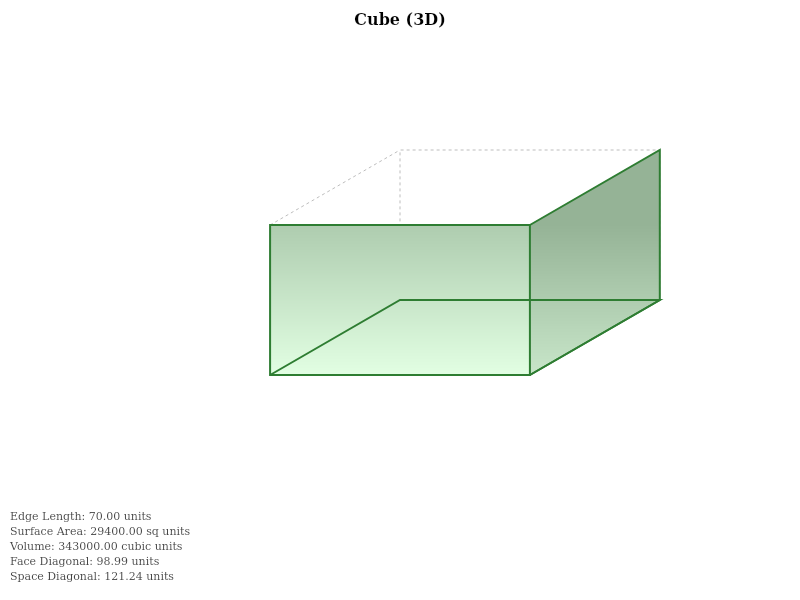 Cube (3D)
Edge Length: 70.00 units
Surface Area: 29400.00 sq units
Volume: 343000.00 cubic units
Face Diagonal: 98.99 units
Space Diagonal: 121.24 units